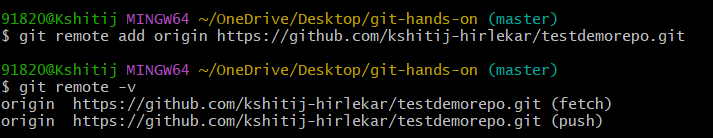 91820@Kshitij MINGW64 ~/OneDrive/Desktop/git-hands-on (master)
$ git remote add origin https://github.com/kshitij-hirlekar/testdemorepo.git
91820@Kshitij MINGW64 ~/OneDrive/Desktop/git-hands-on (master)
$ git remote -v
origin  https://github.com/kshitij-hirlekar/testdemorepo.git (fetch)
origin  https://github.com/kshitij-hirlekar/testdemorepo.git (push)